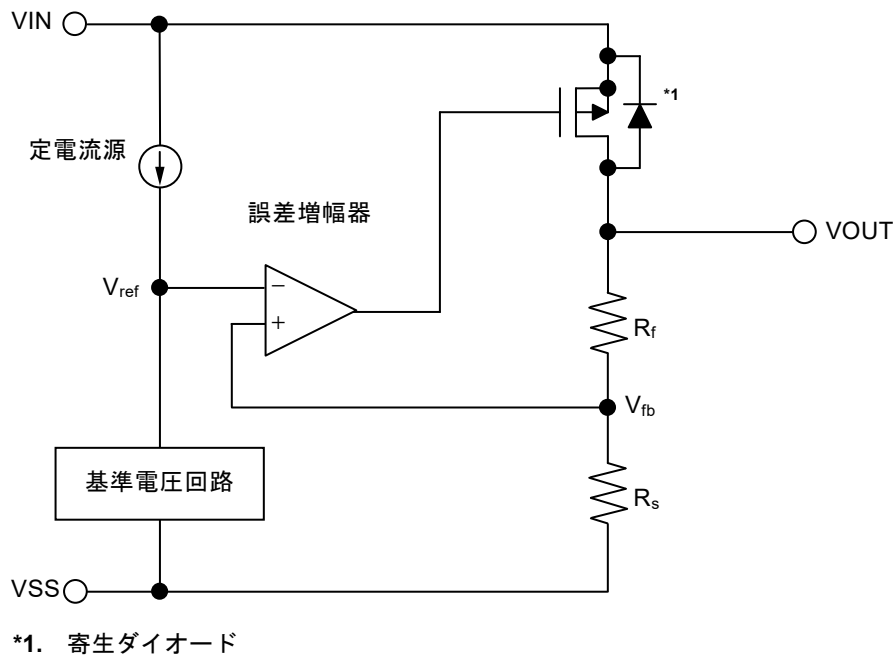 VIN
*1
定電流源
誤差増幅器
VOUT
Vref
−
+
Rf
Vfb
基準電圧回路
Rs
VSS
*1. 寄生ダイオード